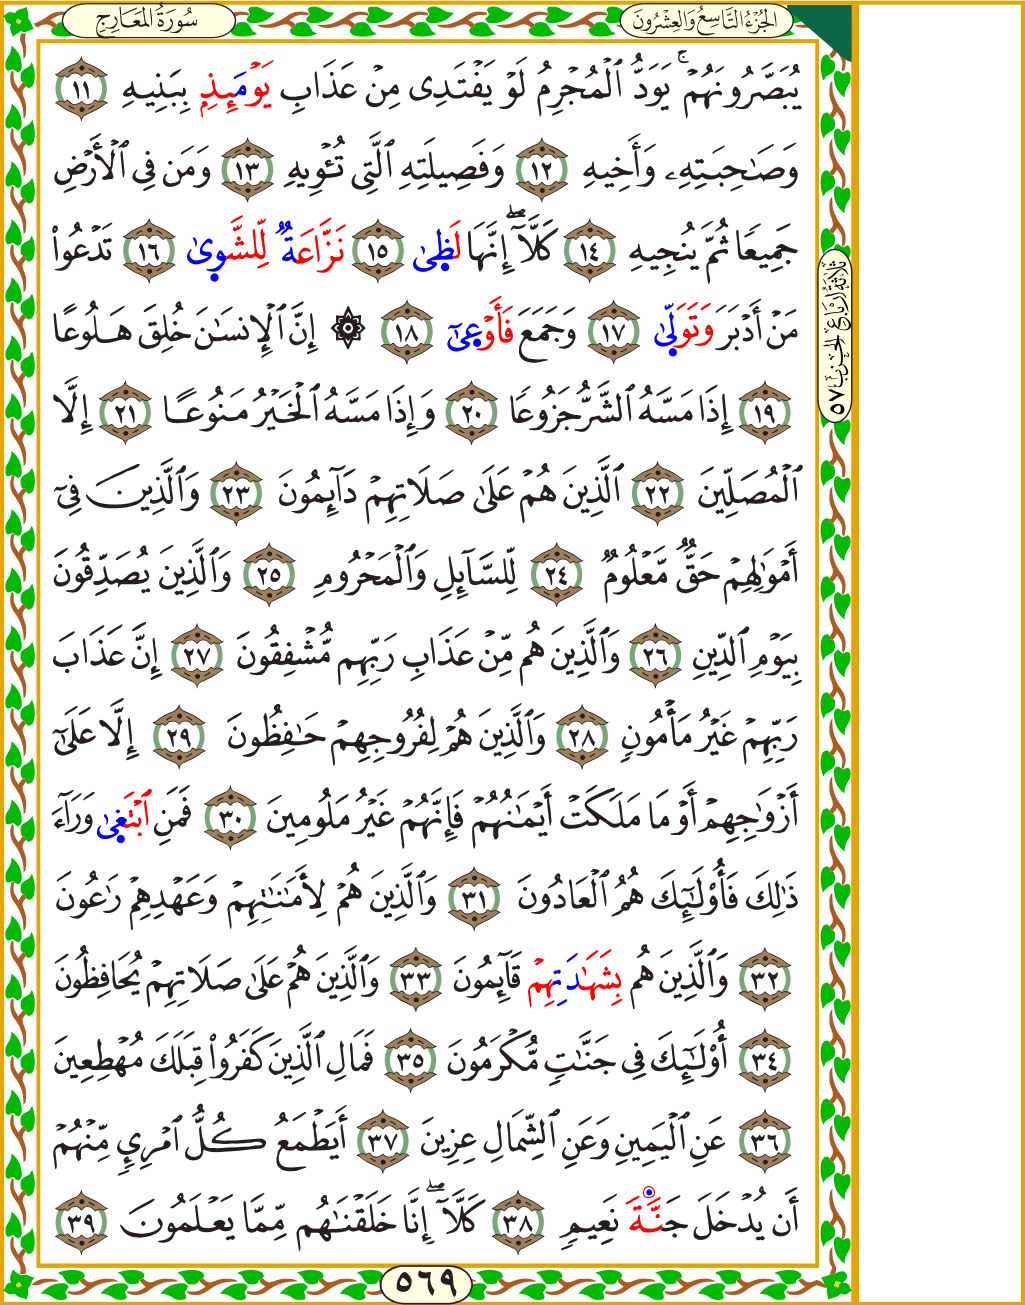 سُورَةُ المَعَارِجِ
الجُزْءُ التَّاسِعُ وَالعِشْرُونَ
يُبَصَّرُونَهُمْۚ يَوَدُّ ٱلْمُجْرِمُ لَوْ يَفْتَدِى مِنْ عَذَابِ يَوْمَئِذِۭ بِبَنِيهِ ١١
وَصَٰحِبَتِهِۦ وَأَخِيهِ ١٢ وَفَصِيلَتِهِ ٱلَّتِى تُـْٔوِيهِ ١٣ وَمَن فِى ٱلْأَرْضِ
جَمِيعًا ثُمَّ يُنجِيهِ ١٤ كَلَّآۖ إِنَّهَا لَظَىٰ ١٥ نَزَّاعَةٌ لِّلشَّوَىٰ ١٦ تَدْعُوا۟
مَنْ أَدْبَرَ وَتَوَلَّىٰ ١٧ وَجَمَعَ فَأَوْعَىٰٓ ١٨ ۞ إِنَّ ٱلْإِنسَٰنَ خُلِقَ هَلُوعًا
١٩ إِذَا مَسَّهُ ٱلشَّرُّ جَزُوعًا ٢٠ وَإِذَا مَسَّهُ ٱلْخَيْرُ مَنُوعًا ٢١ إِلَّا
ٱلْمُصَلِّينَ ٢٢ ٱلَّذِينَ هُمْ عَلَىٰ صَلَاتِهِمْ دَآئِمُونَ ٢٣ وَٱلَّذِينَ فِىٓ
أَمْوَٰلِهِمْ حَقٌّ مَّعْلُومٌ ٢٤ لِّلسَّآئِلِ وَٱلْمَحْرُومِ ٢٥ وَٱلَّذِينَ يُصَدِّقُونَ
بِيَوْمِ ٱلدِّينِ ٢٦ وَٱلَّذِينَ هُم مِّنْ عَذَابِ رَبِّهِم مُّشْفِقُونَ ٢٧ إِنَّ عَذَابَ
رَبِّهِمْ غَيْرُ مَأْمُونٍ ٢٨ وَٱلَّذِينَ هُمْ لِفُرُوجِهِمْ حَٰفِظُونَ ٢٩ إِلَّا عَلَىٰٓ
أَزْوَٰجِهِمْ أَوْ مَا مَلَكَتْ أَيْمَٰنُهُمْ فَإِنَّهُمْ غَيْرُ مَلُومِينَ ٣٠ فَمَنِ ٱبْتَغَىٰ وَرَآءَ
ذَٰلِكَ فَأُو۟لَٰٓئِكَ هُمُ ٱلْعَادُونَ ٣١ وَٱلَّذِينَ هُمْ لِأَمَٰنَٰتِهِمْ وَعَهْدِهِمْ رَٰعُونَ
٣٢ وَٱلَّذِينَ هُم بِشَهَٰدَتِهِمْ قَآئِمُونَ ٣٣ وَٱلَّذِينَ هُمْ عَلَىٰ صَلَاتِهِمْ يُحَافِظُونَ
٣٤ أُو۟لَٰٓئِكَ فِى جَنَّٰتٍ مُّكْرَمُونَ ٣٥ فَمَالِ ٱلَّذِينَ كَفَرُوا۟ قِبَلَكَ مُهْطِعِينَ
٣٦ عَنِ ٱلْيَمِينِ وَعَنِ ٱلشِّمَالِ عِزِينَ ٣٧ أَيَطْمَعُ كُلُّ ٱمْرِئٍ مِّنْهُمْ
أَن يُدْخَلَ جَنَّةَ نَعِيمٍ ٣٨ كَلَّآۖ إِنَّا خَلَقْنَٰهُم مِّمَّا يَعْلَمُونَ ٣٩
ثَلَاثَةُ أَرْبَاعِ الحِزْبِ ٥٧
٥٦٩